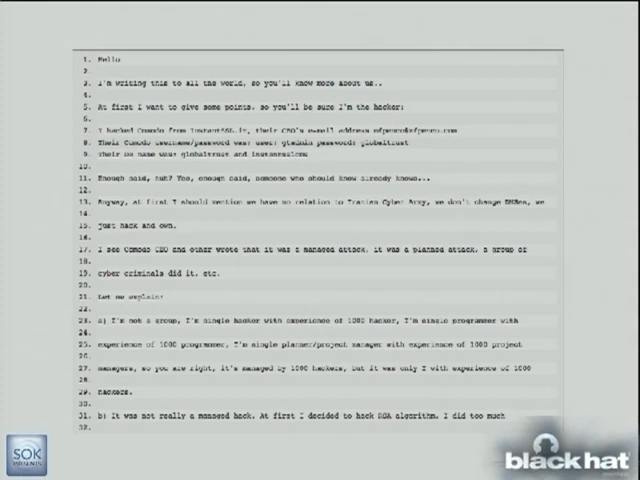 1. Hello
2.
3. I'm writing this to all the world, so you'll know more about us..
4.
5. At first I want to give some points, so you'll be sure I'm the hacker:
6.
7. I hacked Comodo from InstantSSL.it, their CEO's e-mail address mfpenco@mfpenco.com
8. Their Comodo username/password was: user: gtadmin password: globaltrust
9. Their DB name was: globaltrust and instantsslcms
10.
11. Enough said, huh? Yes, enough said, someone who should know already knows...
12.
13. Anyway, at first I should mention we have no relation to Iranian Cyber Army, we don't change DNSes, we
14.
15. just hack and own.
16.
17. I see Comodo CEO and other wrote that it was a managed attack, it was a planned attack, a group of
18.
19. cyber criminals did it, etc.
20.
21. Let me explain:
22.
23. a) I'm not a group, I'm single hacker with experience of 1000 hacker, I'm single programmer with
24.
25. experience of 1000 programmer, I'm single planner/project manager with experience of 1000 project
26.
27. managers, so you are right, it's managed by 1000 hackers, but it was only I with experience of 1000
28.
29. hackers.
30.
31. b) It was not really a managed hack. At first I decided to hack RSA algorithm, I did too much
32.
SOK
PRESENTS
black hat